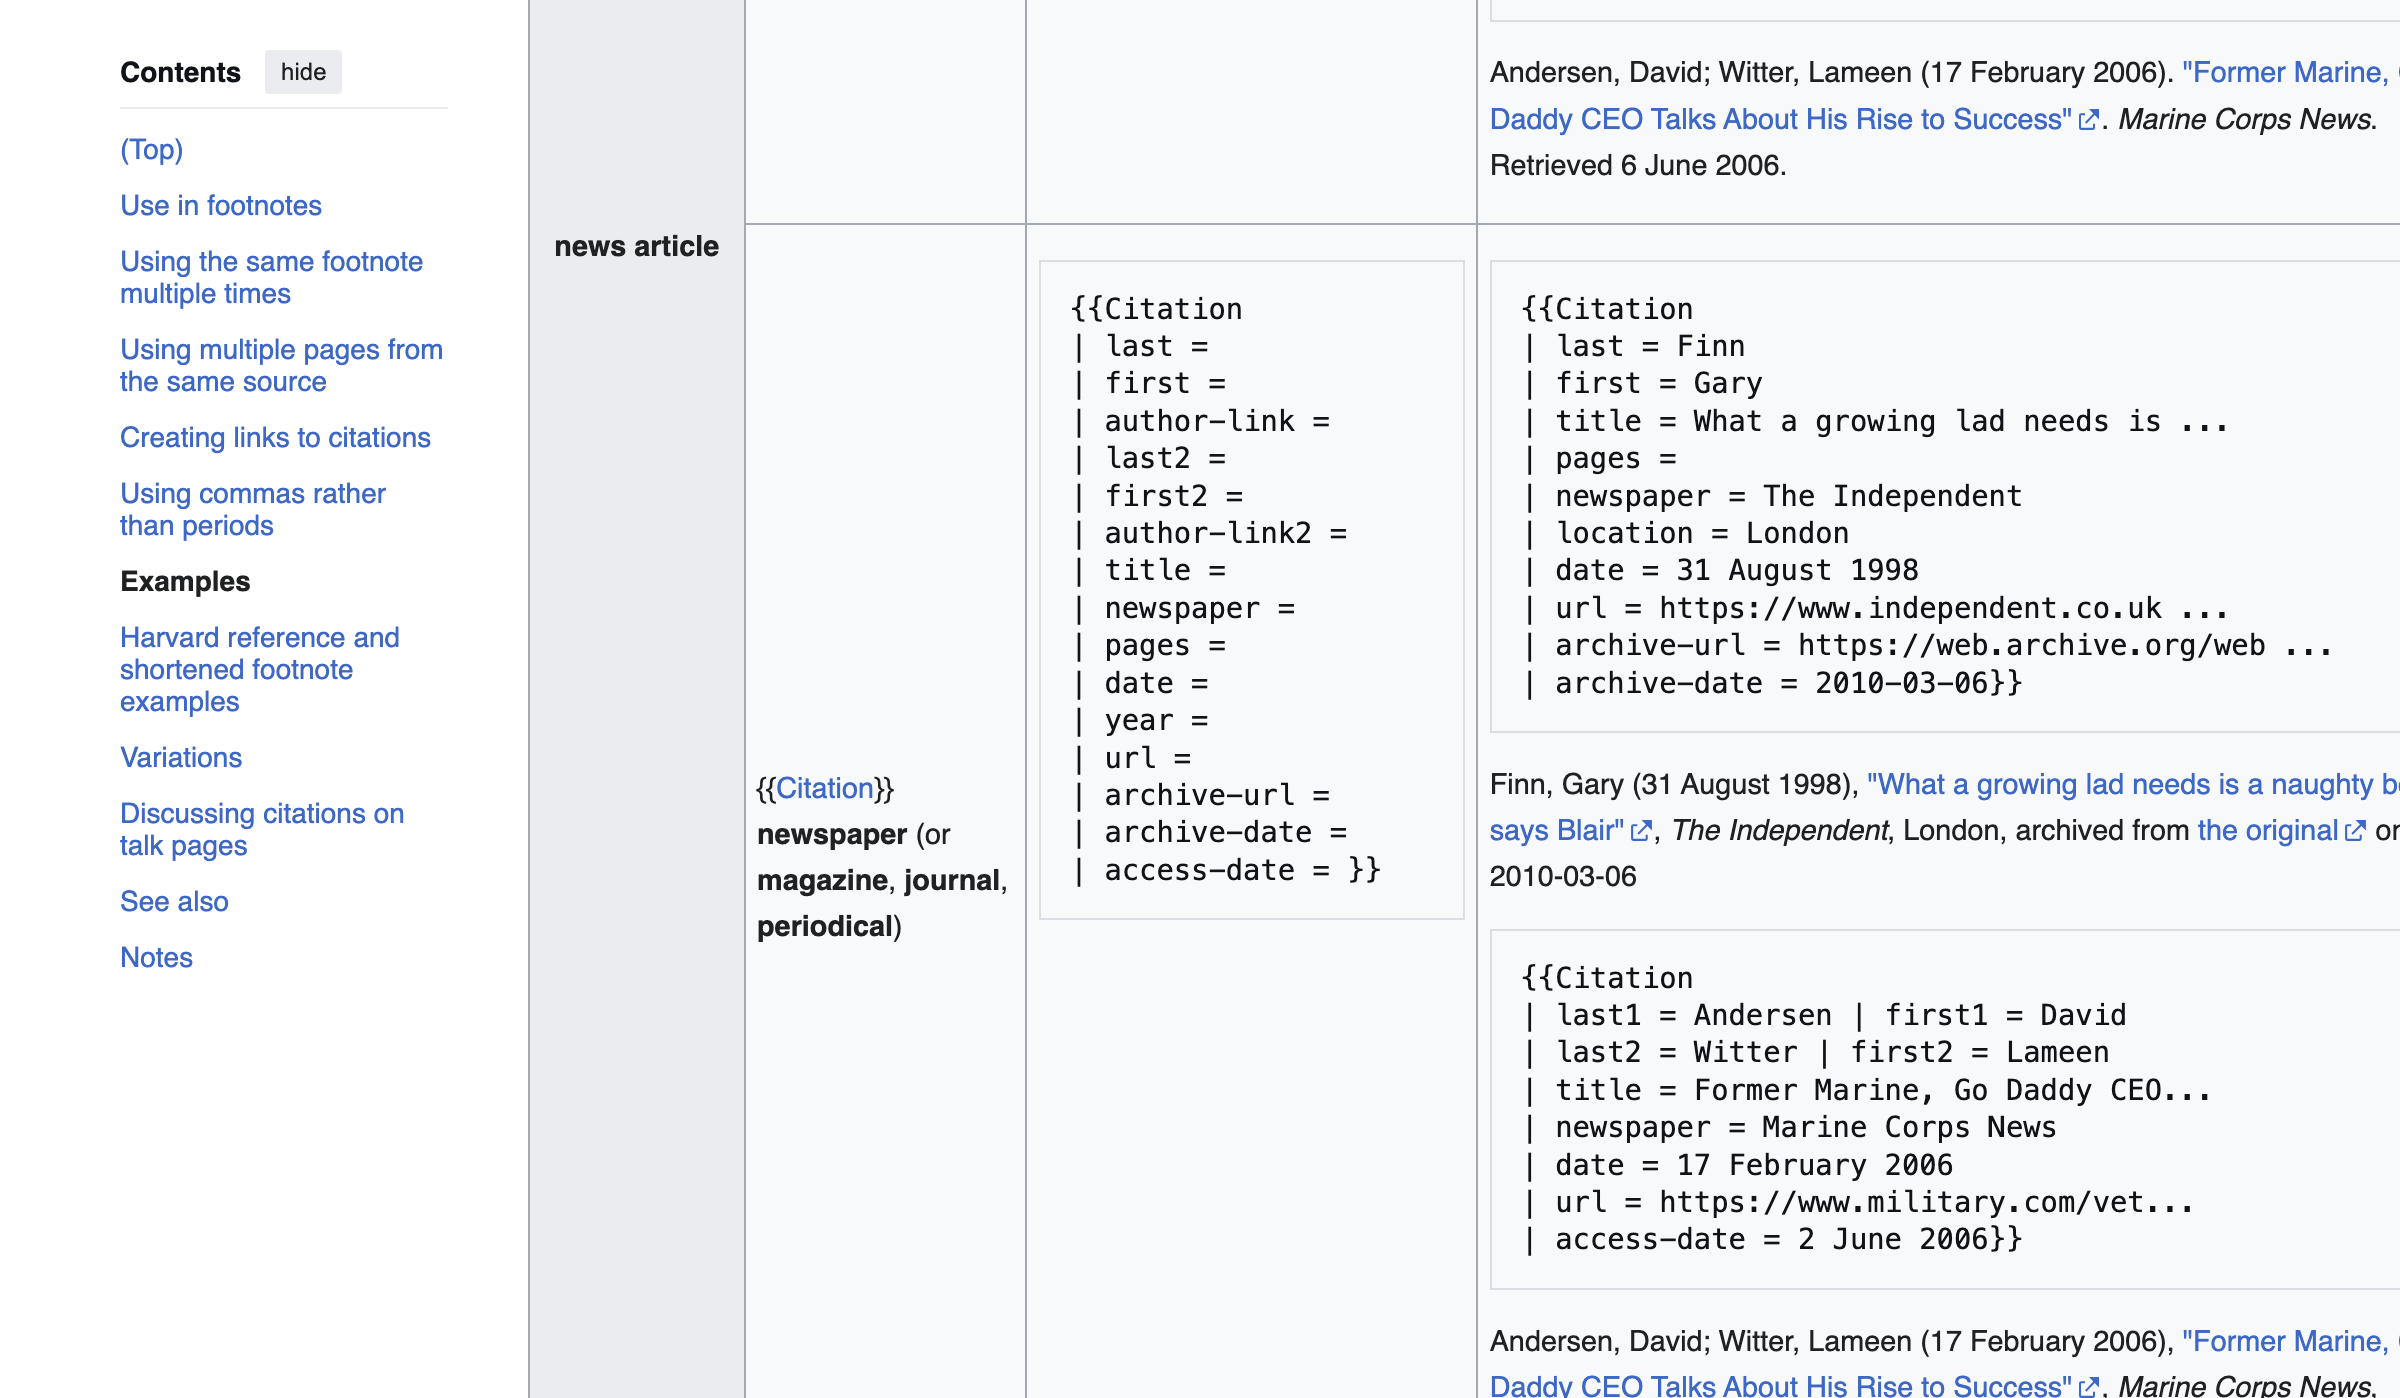 Contents hide
(Top)
Use in footnotes
Using the same footnote
multiple times
Using multiple pages from
the same source
Creating links to citations
Using commas rather
than periods
Examples
Harvard reference and
shortened footnote
examples
Variations
Discussing citations on
talk pages
See also
Notes
news article
{{Citation}}
newspaper (or
magazine, journal,
periodical)
{{Citation
| last =
| first =
| author-link =
| last2 =
| first2 =
| author-link2 =
| title =
| newspaper =
| pages =
| date =
| year =
| url =
| archive-url =
| archive-date =
| access-date = }}
Andersen, David; Witter, Lameen (17 February 2006). "Former Marine,
Daddy CEO Talks About His Rise to Success". Marine Corps News.
Retrieved 6 June 2006.
{{Citation
| last = Finn
| first = Gary
| title = What a growing lad needs is ...
| pages =
| newspaper = The Independent
| location = London
| date = 31 August 1998
| url = https://www.independent.co.uk ...
| archive-url = https://web.archive.org/web ...
| archive-date = 2010-03-06}}
Finn, Gary (31 August 1998), "What a growing lad needs is a naughty
says Blair", The Independent, London, archived from the original
2010-03-06
{{Citation
| last1 = Andersen | first1 = David
| last2 = Witter | first2 = Lameen
| title = Former Marine, Go Daddy CEO...
| newspaper = Marine Corps News
| date = 17 February 2006
| url = https://www.military.com/vet...
| access-date = 2 June 2006}}
Andersen, David; Witter, Lameen (17 February 2006), "Former Marine,
Daddy CEO Talks About His Rise to Success", Marine Corps News,